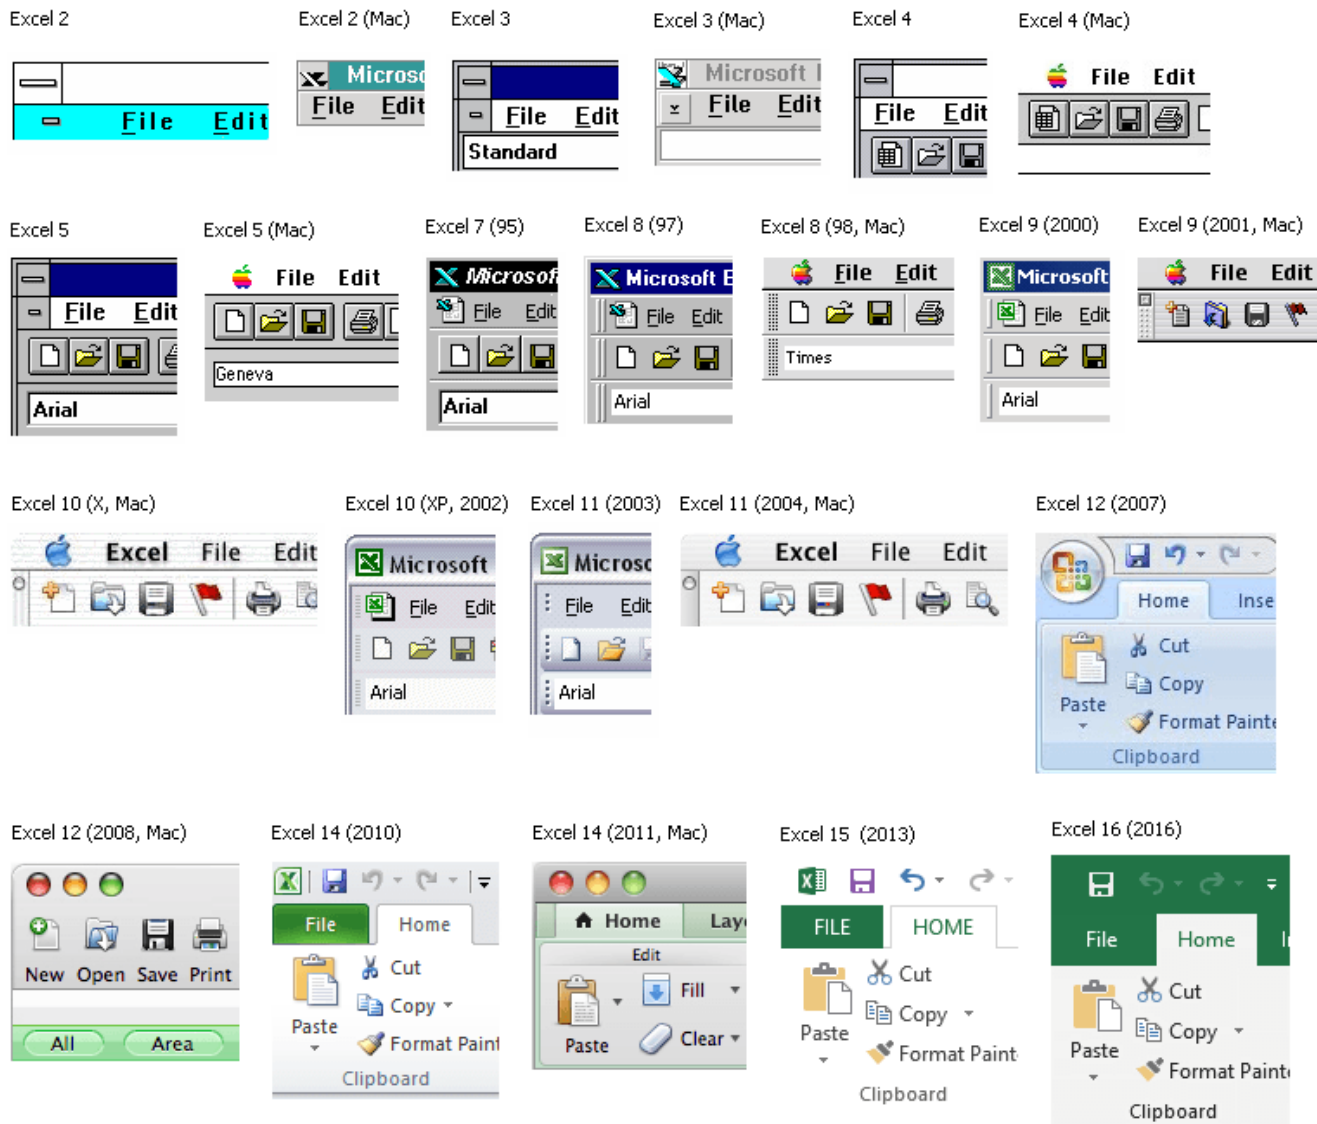 Excel 2
Excel 2 (Mac)
Excel 3
Excel 3 (Mac)
Excel 4
Excel 4 (Mac)
File Edit
Microso
File Edit
File Edit
Standard
Microsoft
File Edit
File Edit
File Edit
Excel 5
Excel 5 (Mac)
Excel 7 (95)
Excel 8 (97)
Excel 8 (98, Mac)
Excel 9 (2000)
Excel 9 (2001, Mac)
File Edit
Arial
File Edit
Geneva
Microsof
File Edit
Arial
Microsoft E
File Edit
Arial
File Edit
Times
Microsoft
File Edit
Arial
File Edit
Excel 10 (X, Mac)
Excel 10 (XP, 2002)
Excel 11 (2003)
Excel 11 (2004, Mac)
Excel 12 (2007)
Excel File Edit
Microsoft
File Edit
Arial
Microsc
File Edit
Arial
Excel File Edit
Home Inse
Cut
Copy
Paste
Format Painte
Clipboard
Excel 12 (2008, Mac)
Excel 14 (2010)
Excel 14 (2011, Mac)
Excel 15 (2013)
Excel 16 (2016)
New Open Save Print
All Area
File Home
Cut
Copy
Paste
Format Paint
Clipboard
Home Layo
Edit
Fill
Paste
Clear
FILE HOME
Cut
Copy
Paste
Format Paint
Clipboard
File Home
Cut
Copy
Paste
Format Painte
Clipboard